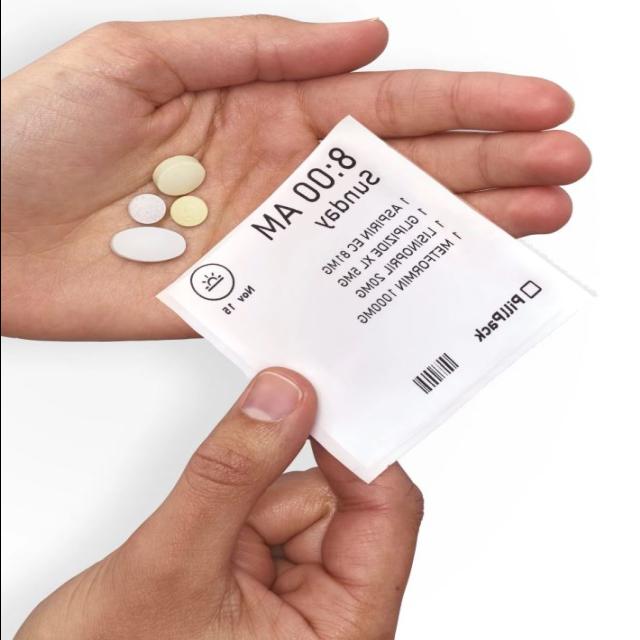 8:00 AM
Sunday
1 ASPIRIN EC 81MG
1 GLIPIZIDE XL 5MG
1 LISINOPRIL 20MG
1 METFORMIN 1000MG
Nov 15
PillPack